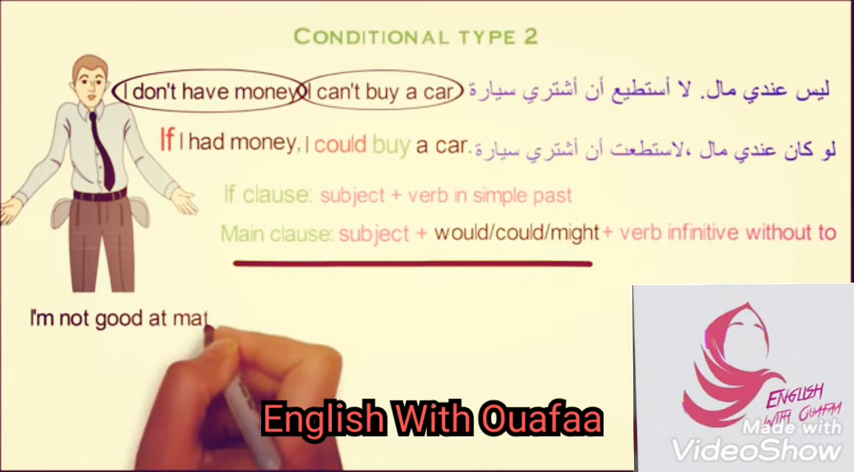 CONDITIONAL TYPE 2
I don't have money I can't buy a car ليس عندي مال. لا أستطيع أن أشتري سيارة
If I had money, I could buy a car. لو كان عندي مال ،لاستطعت أن أشتري سيارة
If clause: subject + verb in simple past
Main clause: subject + would/could/might + verb infinitive without to
I'm not good at mat
English With Ouafaa
ENGLISH
WITH OUAFAA
Made with
VideoShow